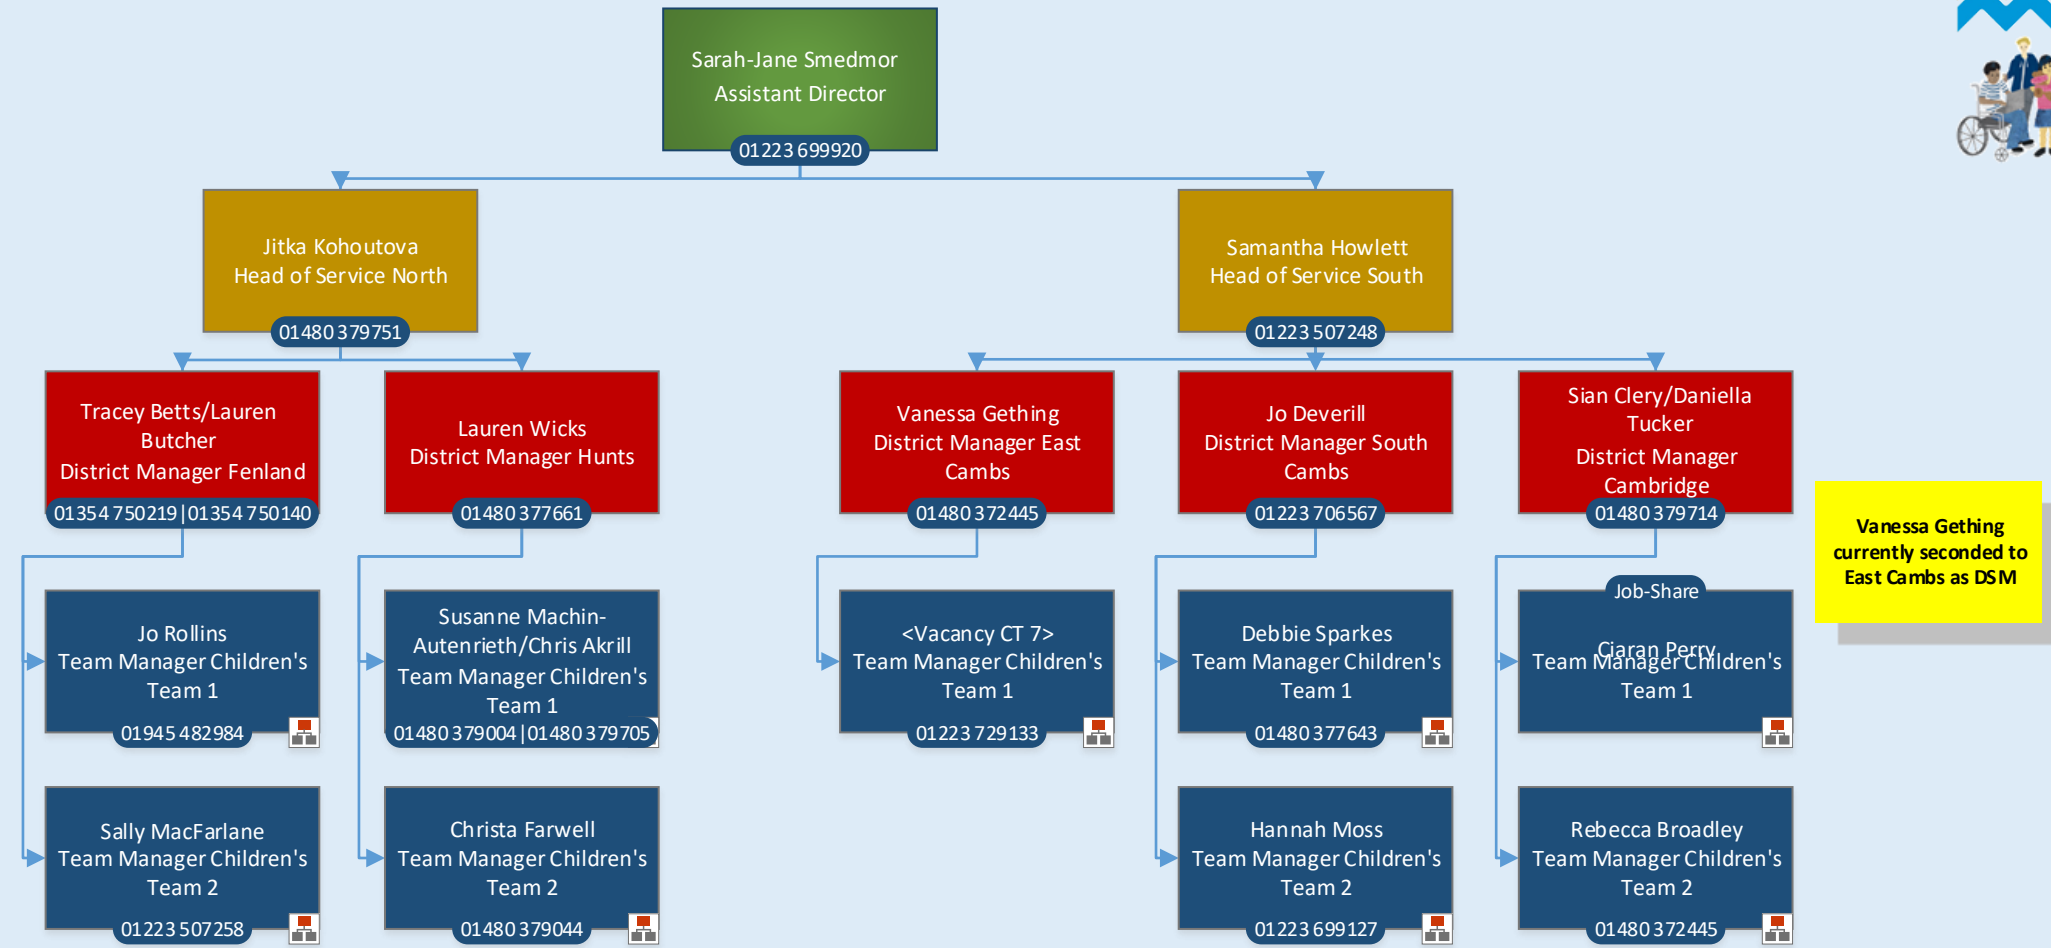 Sarah-Jane Smedmor
Assistant Director
01223 699920
Jitka Kohoutova
Head of Service North
01480 379751
Samantha Howlett
Head of Service South
01223 507248
Tracey Betts/Lauren
Butcher
District Manager Fenland
01354 750219|01354 750140
Lauren Wicks
District Manager Hunts
01480 377661
Vanessa Gething
District Manager East
Cambs
01480 372445
Jo Deverill
District Manager South
Cambs
01223 706567
Sian Clery/Daniella
Tucker
District Manager
Cambridge
01480 379714
Vanessa Gething
currently seconded to
East Cambs as DSM
Jo Rollins
Team Manager Children's
Team 1
01945 482984
Susanne Machin-
Autenrieth/Chris Akrill
Team Manager Children's
Team 1
01480 379004|01480 379705
<Vacancy CT 7>
Team Manager Children's
Team 1
01223 729133
Debbie Sparkes
Team Manager Children's
Team 1
01480 377643
Job-Share
Ciaran Perry
Team Manager Children's
Team 1
Sally MacFarlane
Team Manager Children's
Team 2
01223 507258
Christa Farwell
Team Manager Children's
Team 2
01480 379044
Hannah Moss
Team Manager Children's
Team 2
01223 699127
Rebecca Broadley
Team Manager Children's
Team 2
01480 372445